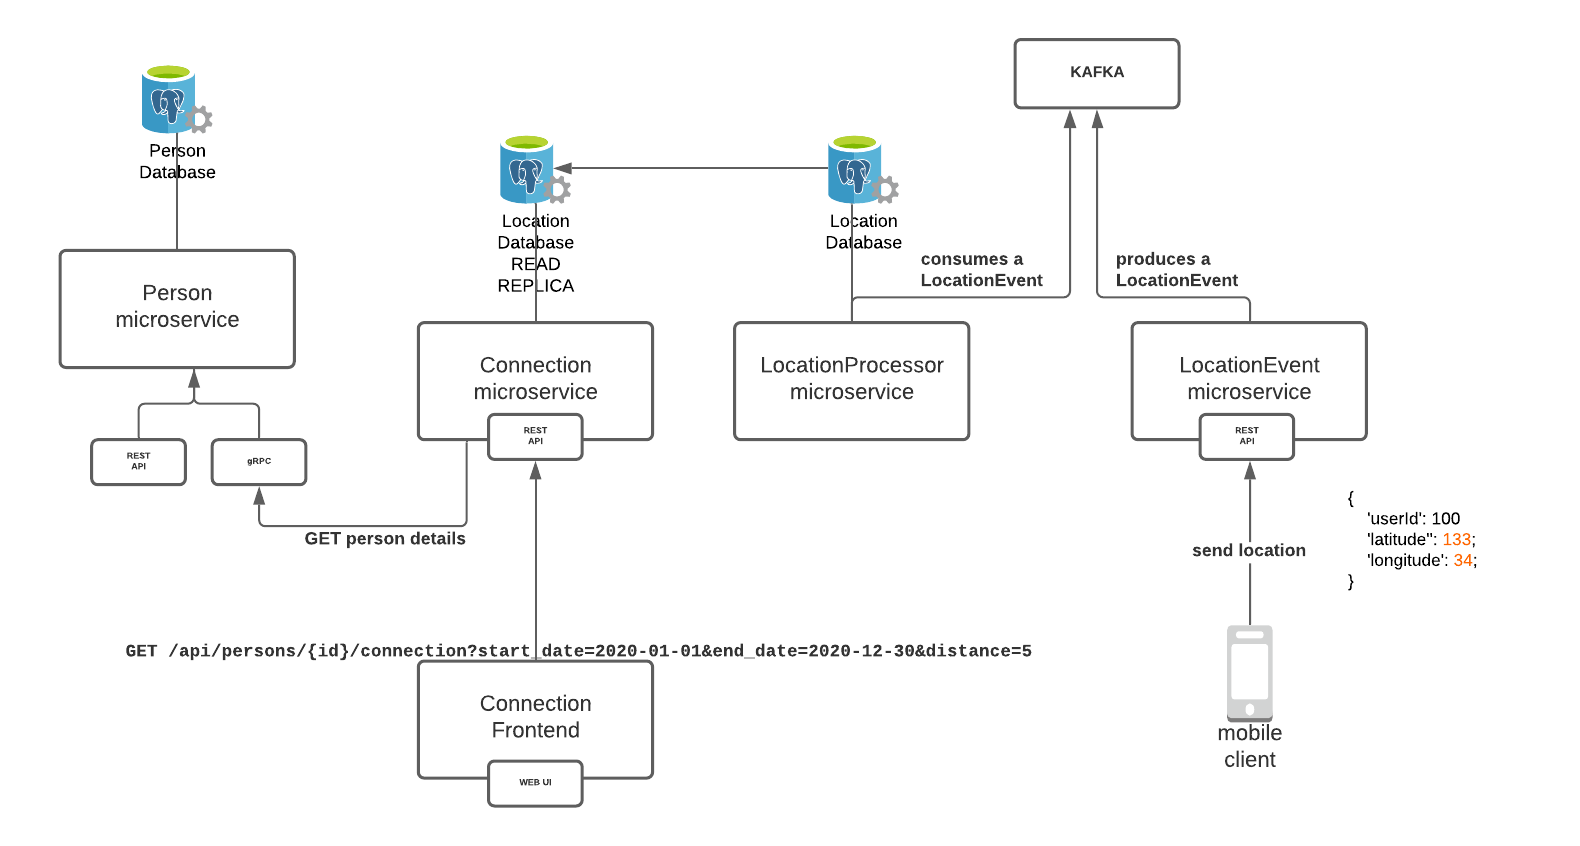 KAFKA
Person
Database
Location
Database
READ
REPLICA
Location
Database
consumes a
LocationEvent
produces a
LocationEvent
Person
microservice
Connection
microservice
REST
API
LocationProcessor
microservice
LocationEvent
microservice
REST
API
REST
API
gRPC
GET person details
{
'userId': 100
'latitude": 133;
'longitude': 34;
}
send location
GET /api/persons/{id}/connection?start_date=2020-01-01&end_date=2020-12-30&distance=5
Connection
Frontend
WEB UI
mobile
client